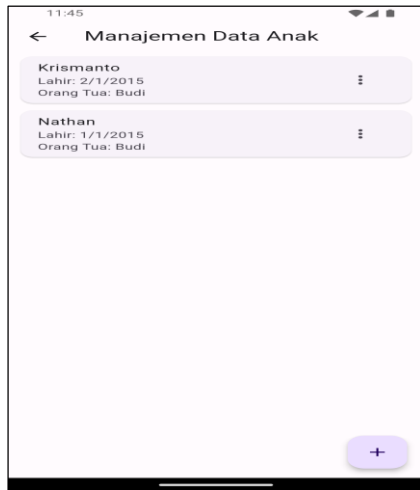 11:45
Manajemen Data Anak
Krismanto
Lahir: 2/1/2015
Orang Tua: Budi
Nathan
Lahir: 1/1/2015
Orang Tua: Budi